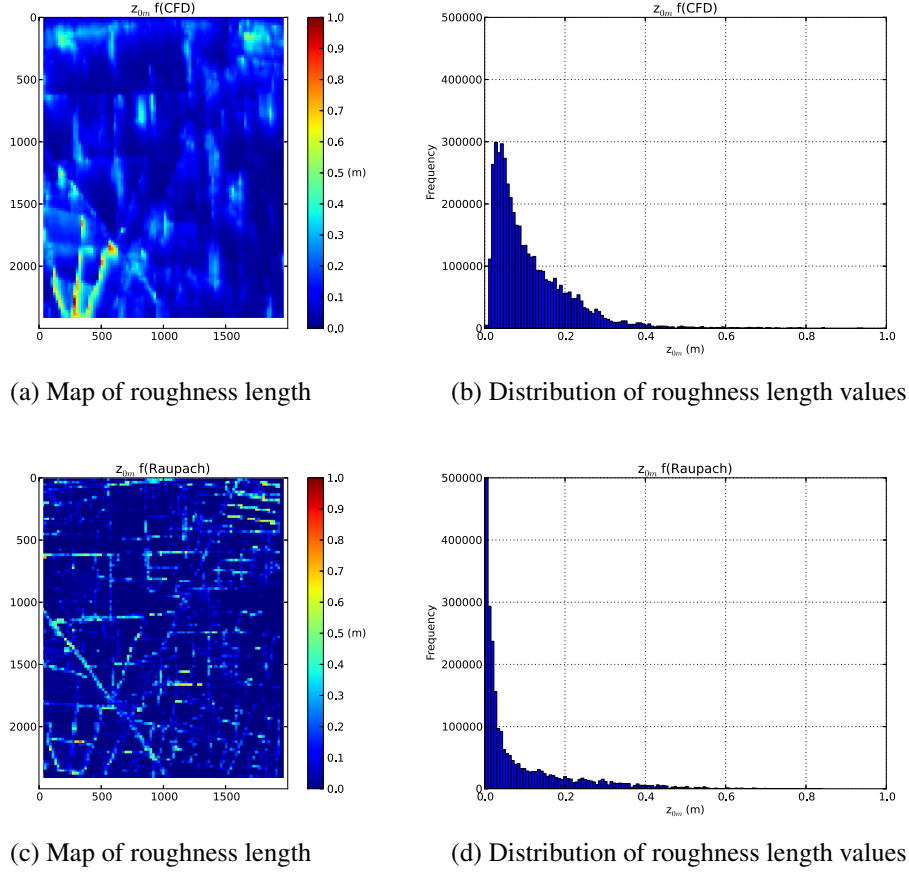 z0m f(CFD)
0
500
1000
1500
2000
0 500 1000 1500
1.0
0.9
0.8
0.7
0.6
0.5 (m)
0.4
0.3
0.2
0.1
0.0
z0m f(CFD)
500000
400000
300000
200000
100000
0
Frequency
0.0 0.2 0.4 0.6 0.8 1.0
z0m (m)
(a) Map of roughness length
(b) Distribution of roughness length values
z0m f(Raupach)
0
500
1000
1500
2000
0 500 1000 1500
1.0
0.9
0.8
0.7
0.6
0.5 (m)
0.4
0.3
0.2
0.1
0.0
z0m f(Raupach)
500000
400000
300000
200000
100000
0
Frequency
0.0 0.2 0.4 0.6 0.8 1.0
z0m (m)
(c) Map of roughness length
(d) Distribution of roughness length values